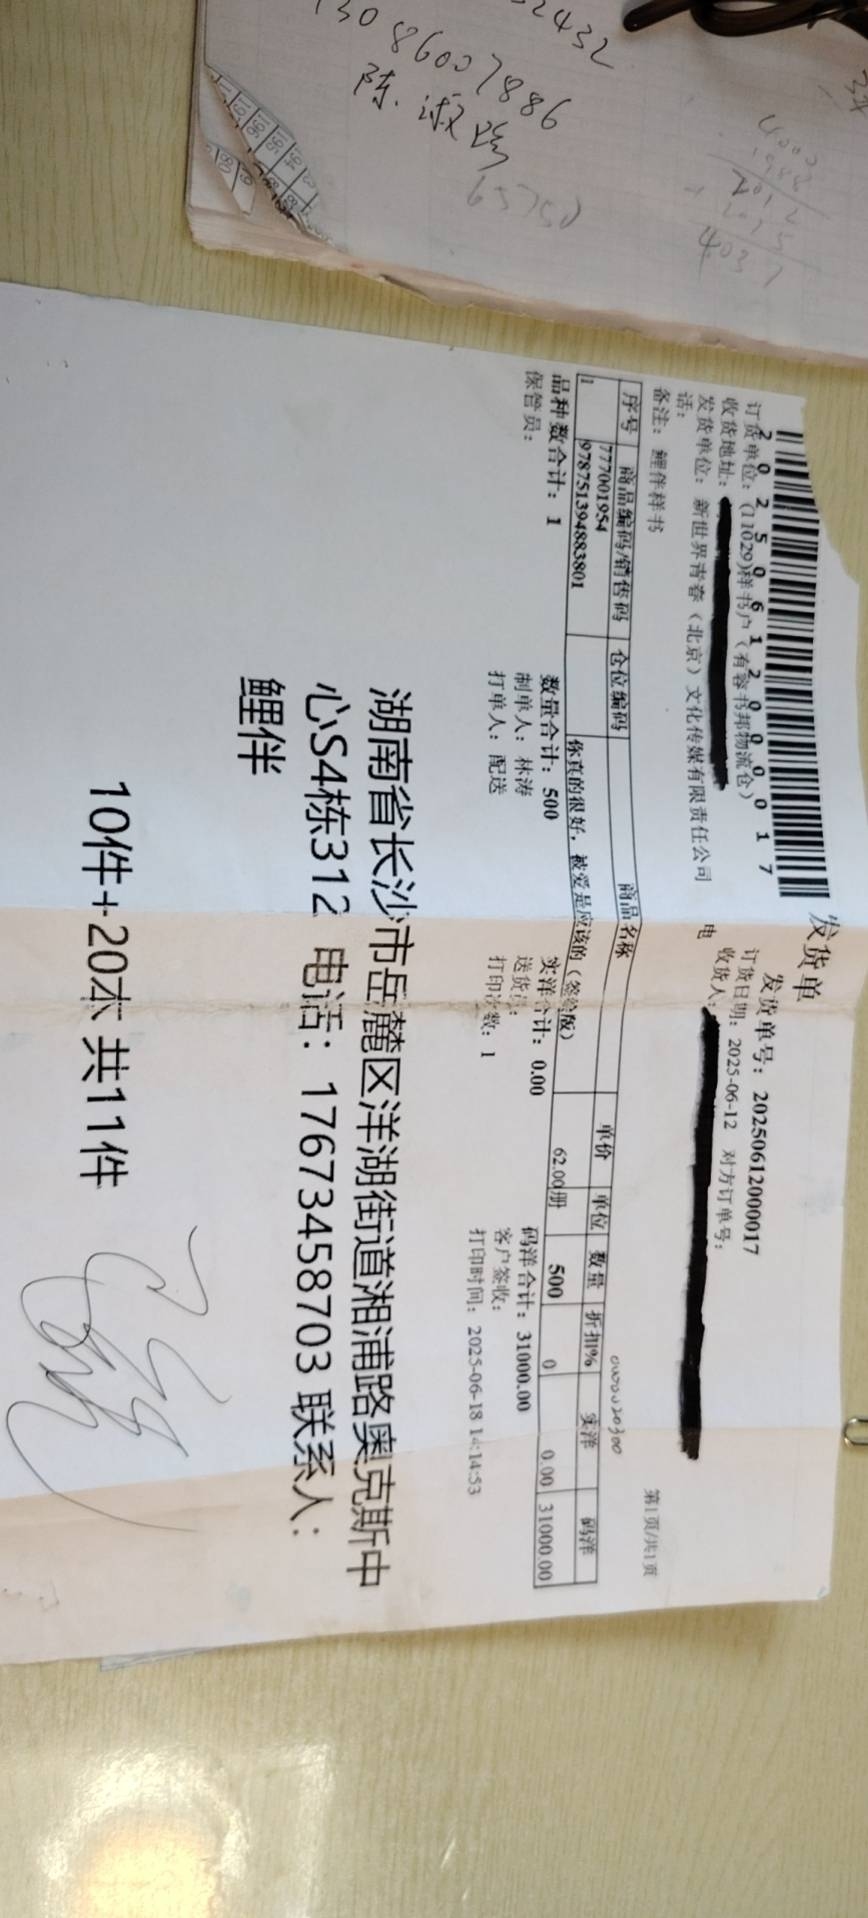 发货单
20250612000017
发货单号：20250612000017
订货单位：(11029)样书户（有容书邦物流仓）
订货日期：2025-06-12 对方订单号：
收货地址：
收货人：
发货单位：新世界青春（北京）文化传媒有限责任公司
电
话：
备注：鲤伴样书
第1页/共1页
序号 商品编码/销售码 仓位编码 商品名称 单价 单位 数量 折扣% 实洋 码洋
1 777001954 978751394883801 你真的很好，被爱是应该的（签绘版） 62.00 册 500 0 0.00 31000.00
品种数合计：1 数量合计：500 实洋合计：0.00 码洋合计：31000.00
保管员： 制单人：林涛 送货员： 客户签收：
打单人：配送 打印次数：1 打印时间：2025-06-18 14:14:53
湖南省长沙市岳麓区洋湖街道湘浦路奥克斯中
心S4栋312 电话：17673458703 联系人：
鲤伴
10件+20本 共11件
2432
13086007886
陈
65750
4000
4037